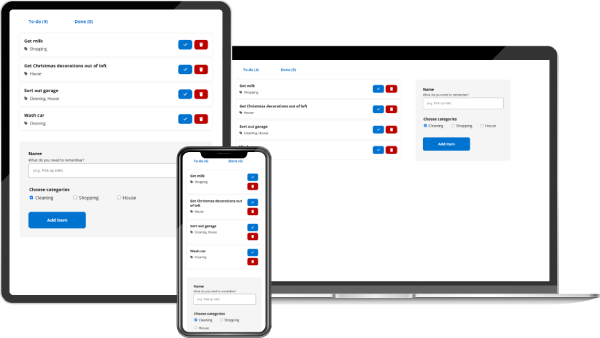 To-do (4) Done (0)
Get milk
Shopping
Get Christmas decorations out of loft
House
Sort out garage
Cleaning, House
Wash car
Cleaning
Name
What do you need to remember?
(e.g. Pick up milk)
Choose categories
Cleaning Shopping House
Add item
To-do (4) Done (0)
Get milk
Shopping
Get Christmas decorations out of loft
House
Sort out garage
Cleaning, House
Name
What do you need to remember?
(e.g. Pick up milk)
Choose categories
Cleaning Shopping House
Add item
To-do (4) Done (0)
Get milk
Shopping
Get Christmas decorations out
of loft
House
Sort out garage
Cleaning, House
Wash car
Cleaning
Name
What do you need to remember?
(e.g. Pick up milk)
Choose categories
Cleaning Shopping
House